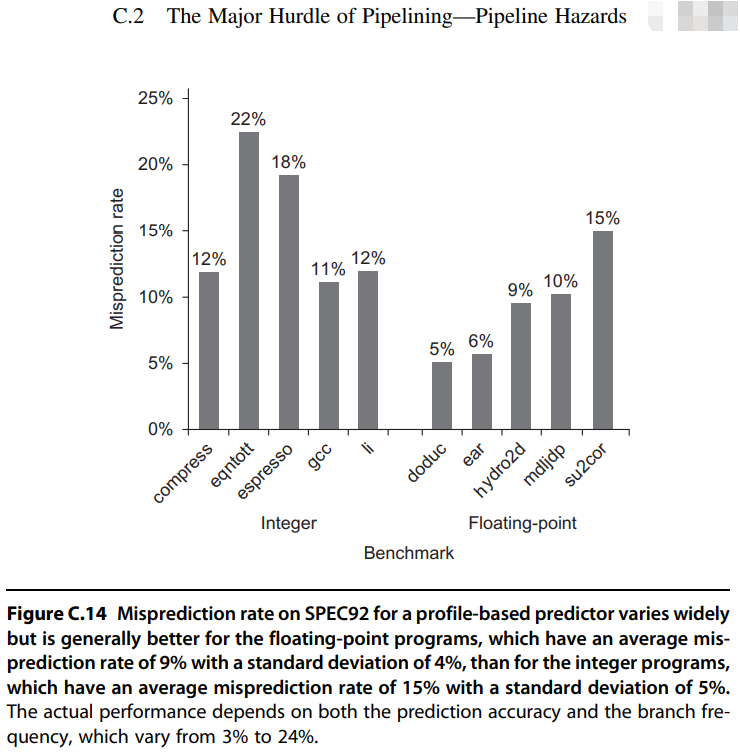 C.2 The Major Hurdle of Pipelining—Pipeline Hazards
25%
20%
15%
10%
5%
0%
Misprediction rate
12%
22%
18%
11%
12%
5%
6%
9%
10%
15%
compress
eqntott
espresso
gcc
li
doduc
ear
hydro2d
mdljdp
su2cor
Integer
Floating-point
Benchmark
Figure C.14 Misprediction rate on SPEC92 for a profile-based predictor varies widely
but is generally better for the floating-point programs, which have an average mis-
prediction rate of 9% with a standard deviation of 4%, than for the integer programs,
which have an average misprediction rate of 15% with a standard deviation of 5%.
The actual performance depends on both the prediction accuracy and the branch fre-
quency, which vary from 3% to 24%.